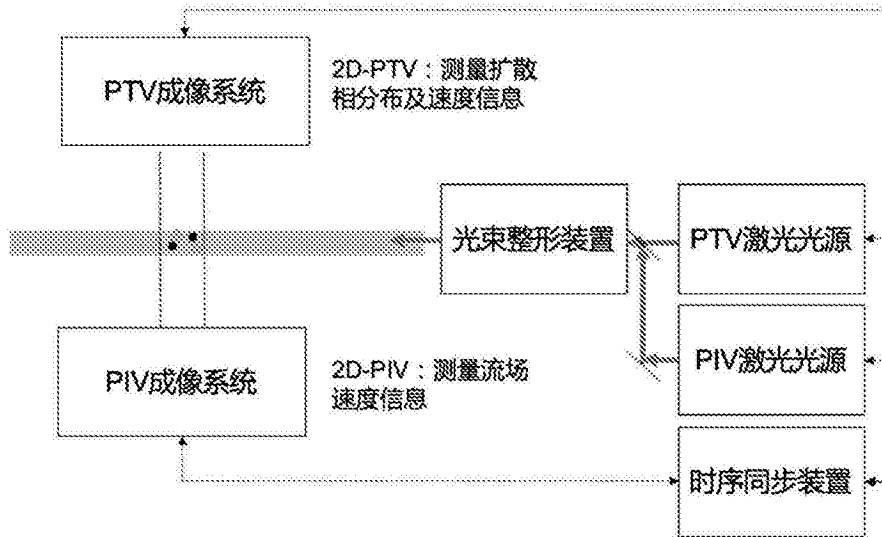 PTV成像系统
2D-PTV：测量扩散
相分布及速度信息
光束整形装置
PTV激光光源
PIV成像系统
2D-PIV：测量流场
速度信息
PIV激光光源
时序同步装置